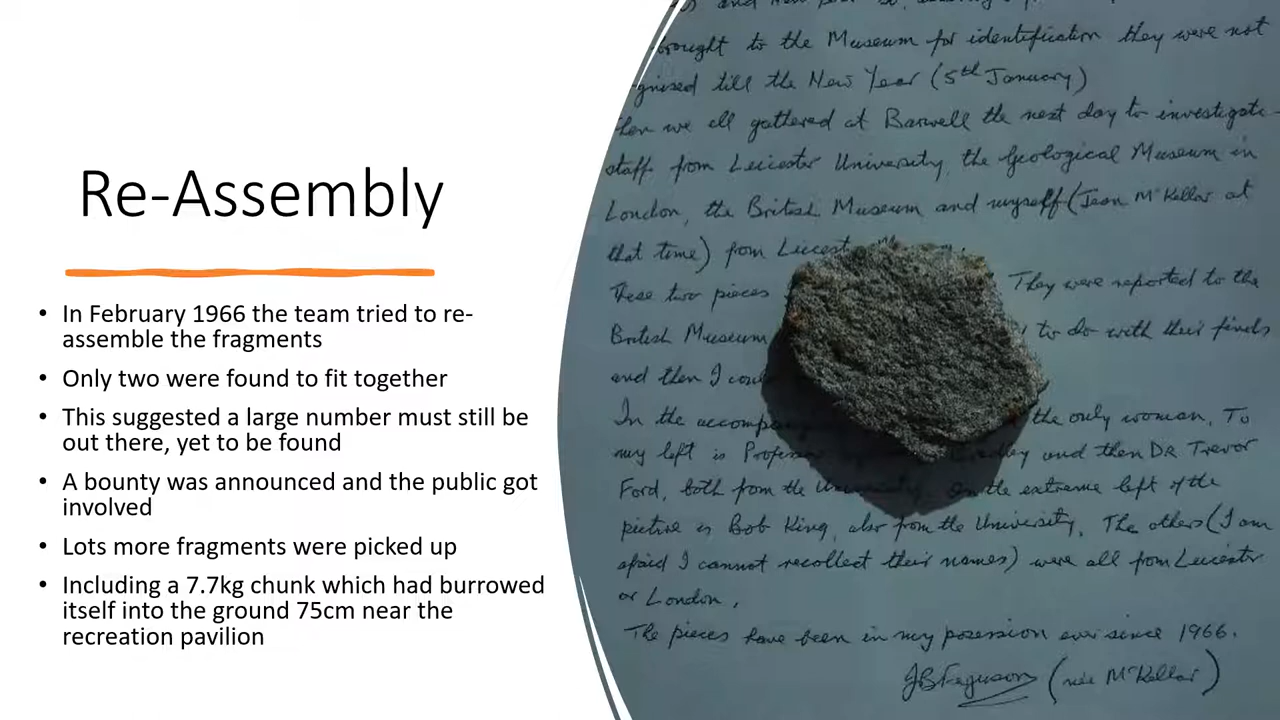 Re-Assembly
• In February 1966 the team tried to re-
assemble the fragments
• Only two were found to fit together
• This suggested a large number must still be
out there, yet to be found
• A bounty was announced and the public got
involved
• Lots more fragments were picked up
• Including a 7.7kg chunk which had burrowed
itself into the ground 75cm near the
recreation pavilion
and New Year
to the Museum for identification they were not
till the New Year (5th January)
we all gathered at Barwell the next day to investigate
staff from Leicester University, the Geological Museum in
London, the British Museum and myself (Jean McKellar at
that time) from
These two pieces They were reported to the
British Museum to do with their finds
and then I
In the the only woman. To
my left is and then DR Trevor
Ford, both from the On the extreme left of the
picture is Bob King, also from the University. The others (I am
afraid I cannot recollect their names) were all from Leicester
or London.
The pieces have been in my posession ever since 1966.
JBFerguson (née McKellar)